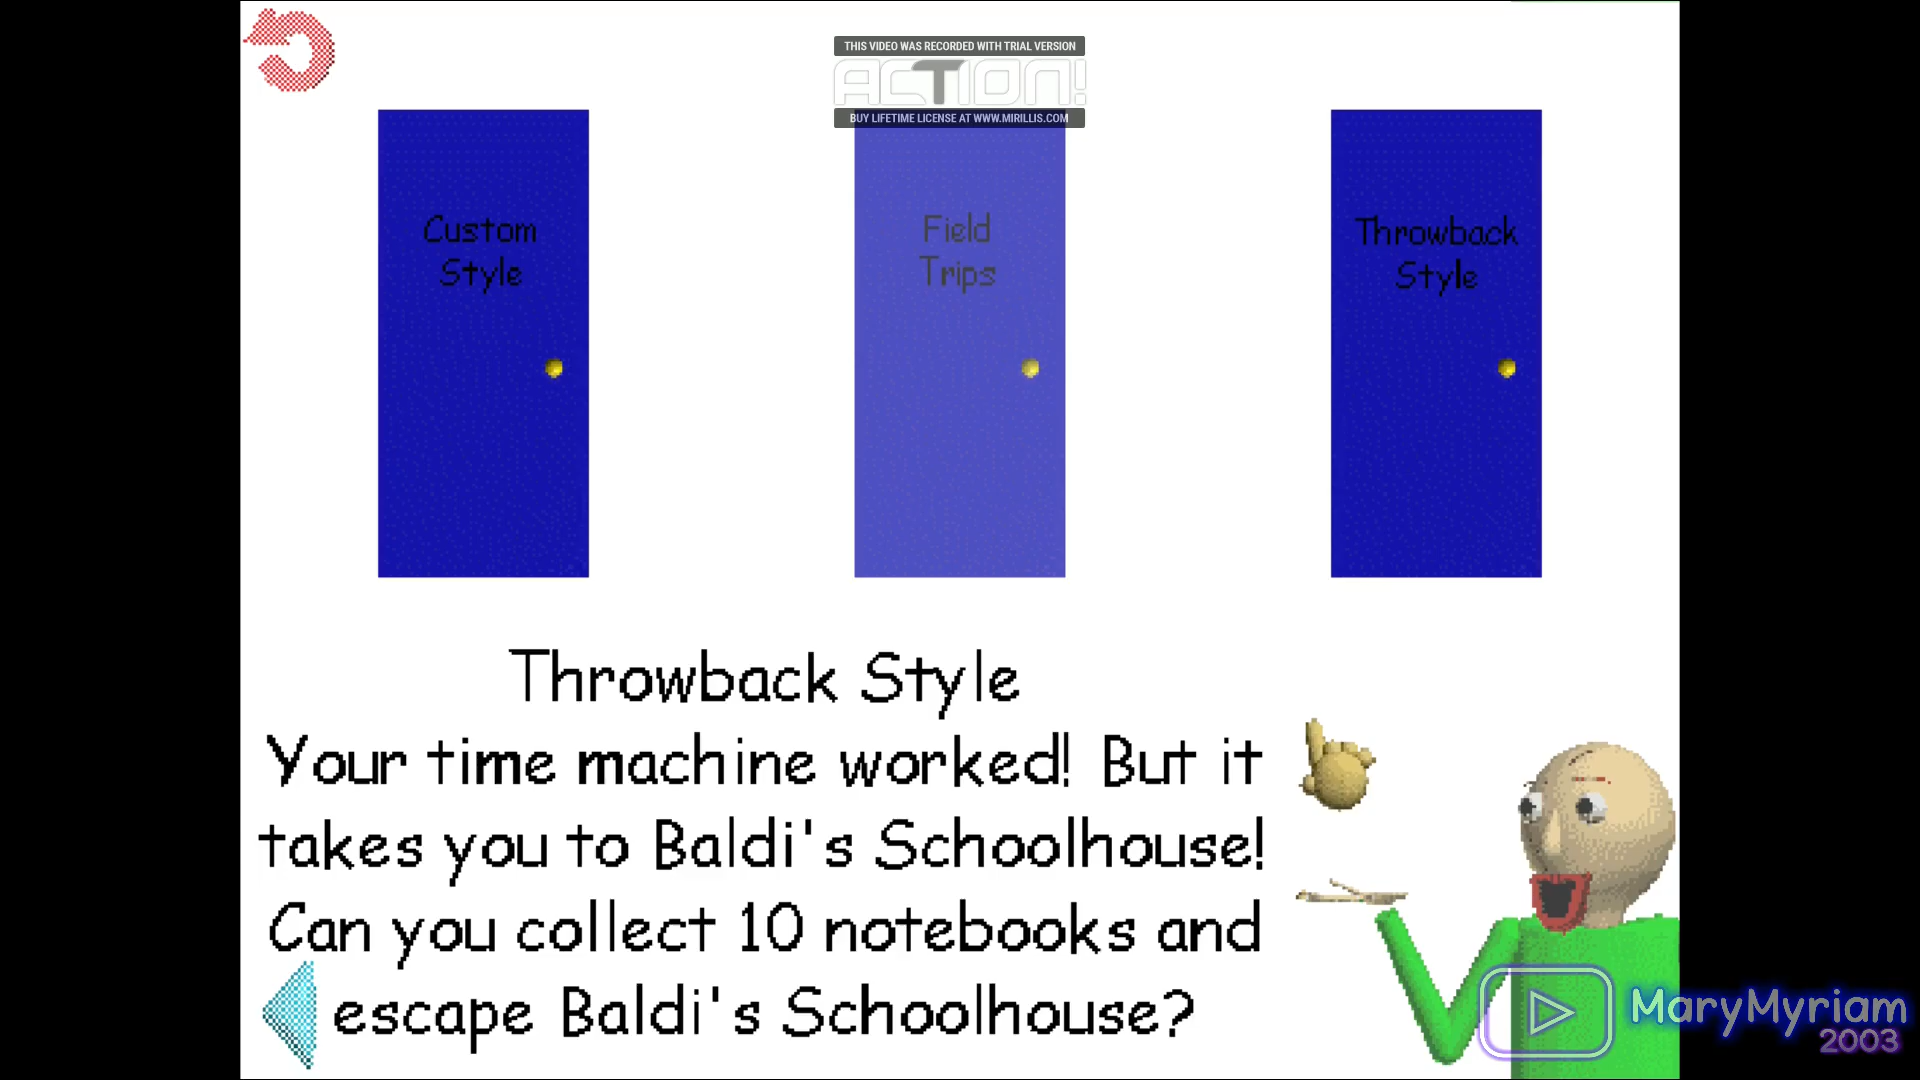 THIS VIDEO WAS RECORDED WITH TRIAL VERSION
ACTION!
BUY LIFETIME LICENSE AT WWW.MIRILLIS.COM
Custom
Style
Field
Trips
Throwback
Style
Throwback Style
Your time machine worked! But it
takes you to Baldi's Schoolhouse!
Can you collect 10 notebooks and
escape Baldi's Schoolhouse?
MaryMyriam
2003